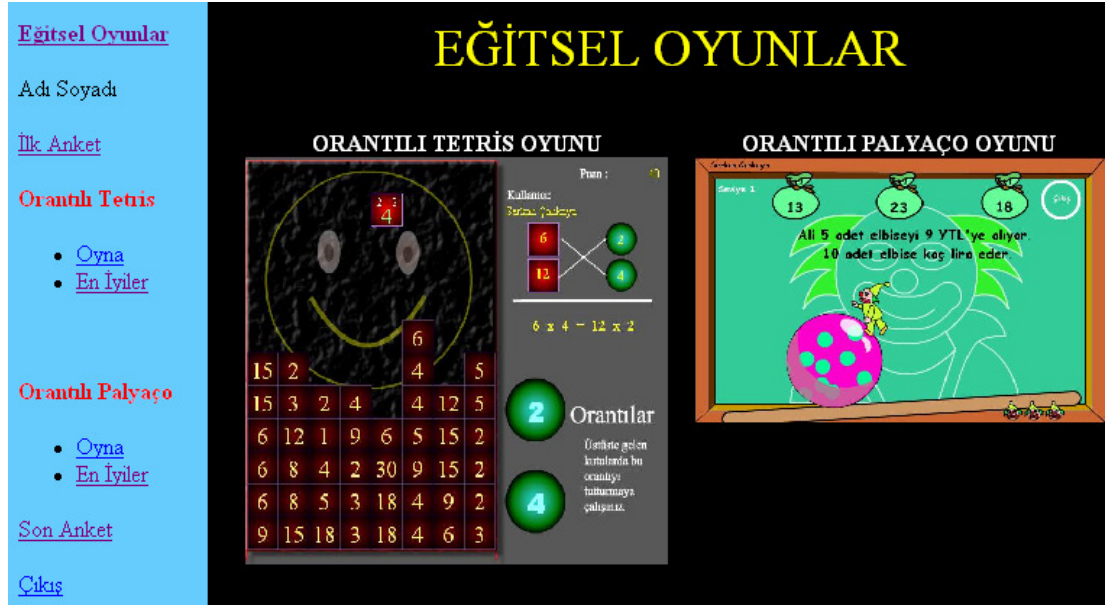 Eğitsel Oyunlar
Adı Soyadı
İlk Anket
Orantılı Tetris
Oyna
En İyiler
Orantılı Palyaço
Oyna
En İyiler
Son Anket
Çıkış
EĞİTSEL OYUNLAR
ORANTILI TETRİS OYUNU
Puan :
Kullanıcı:
2 2
4
6 2
12 4
6 x 4 = 12 x 2
6
15 2 4 5
15 3 2 4 4 12 5
6 12 1 9 6 5 15 2
6 8 4 2 30 9 15 2
6 8 5 3 18 4 9 2
9 15 18 3 18 4 6 3
2
Orantılar
Üstüste gelen
kutularda bu
orantıyı
tutturmaya
çalışınız.
4
ORANTILI PALYAÇO OYUNU
Seviye 1
13 23 18
Çıkış
Ali 5 adet elbiseyi 9 YTL'ye alıyor.
10 adet elbise kaç lira eder.